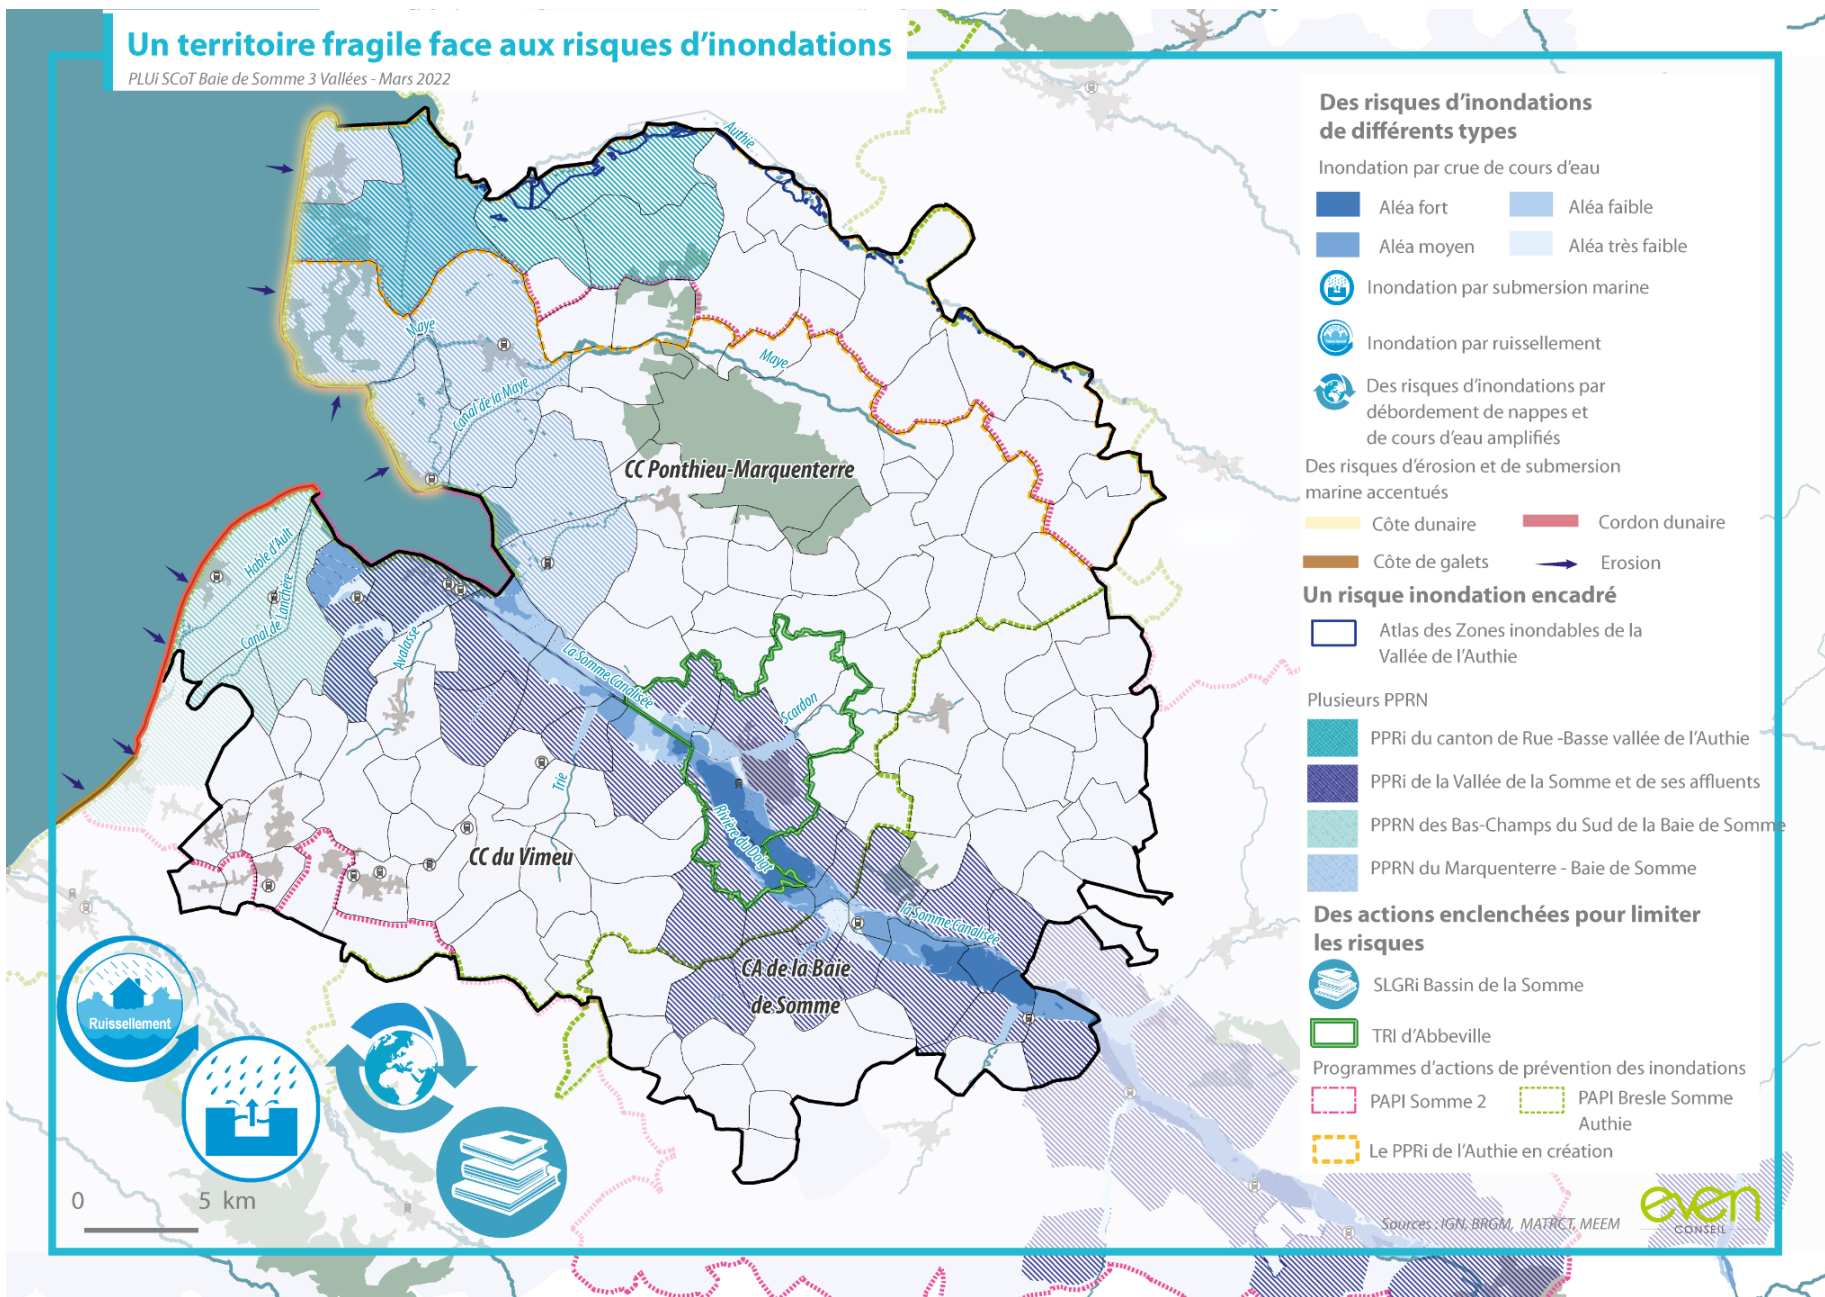 Un territoire fragile face aux risques d'inondations
PLUi SCoT Baie de Somme 3 Vallées - Mars 2022
Authie
Maye
Canal de la Maye
Maye
CC Ponthieu-Marquenterre
Hable d'Ault
Canal de Lanchère
Avalasse
La Somme Canalisée
Scardon
Trie
Rivière du Doigt
CC du Vimeu
la Somme Canalisée
CA de la Baie
de Somme
Ruissellement
0 5 km
Des risques d'inondations
de différents types
Inondation par crue de cours d'eau
Aléa fort
Aléa faible
Aléa moyen
Aléa très faible
Inondation par submersion marine
Inondation par ruissellement
Des risques d'inondations par
débordement de nappes et
de cours d'eau amplifiés
Des risques d'érosion et de submersion
marine accentués
Côte dunaire
Cordon dunaire
Côte de galets
Erosion
Un risque inondation encadré
Atlas des Zones inondables de la
Vallée de l'Authie
Plusieurs PPRN
PPRi du canton de Rue -Basse vallée de l'Authie
PPRi de la Vallée de la Somme et de ses affluents
PPRN des Bas-Champs du Sud de la Baie de Somme
PPRN du Marquenterre - Baie de Somme
Des actions enclenchées pour limiter
les risques
SLGRi Bassin de la Somme
TRI d'Abbeville
Programmes d'actions de prévention des inondations
PAPI Somme 2
PAPI Bresle Somme
Authie
Le PPRi de l'Authie en création
Sources : IGN, BRGM, MATRCT, MEEM
even
CONSEIL